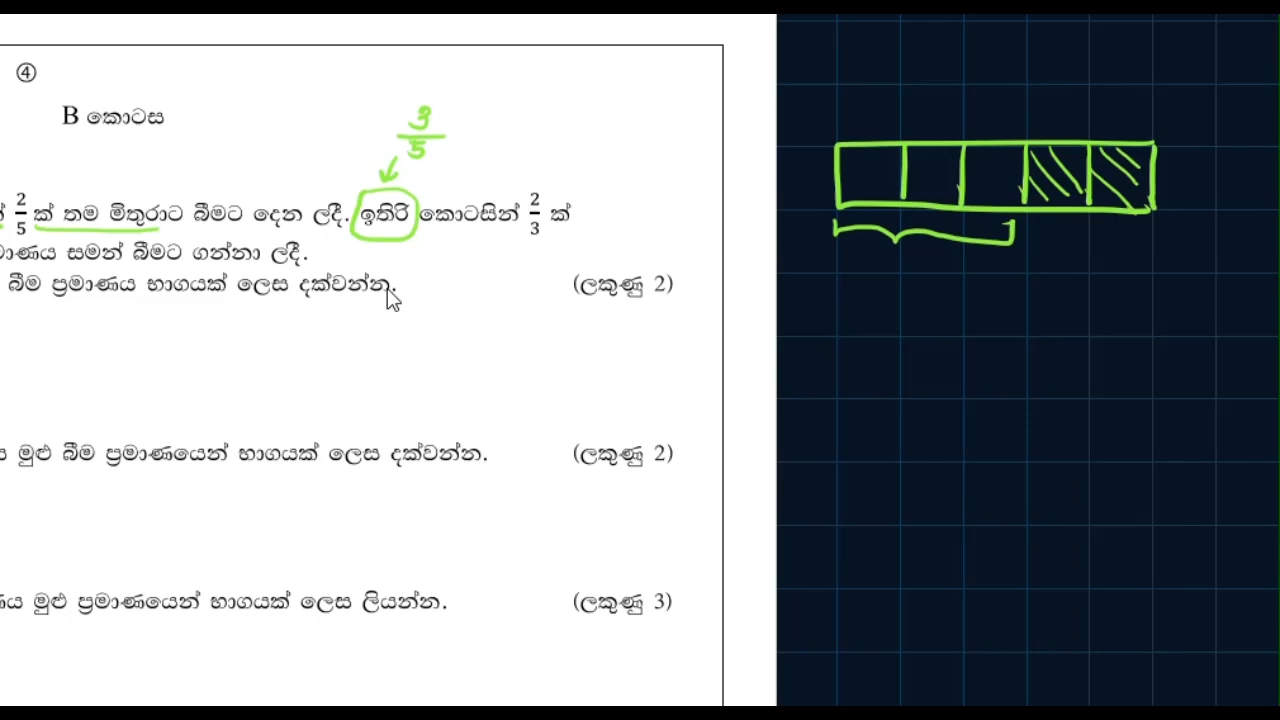 ④
B කොටස
3
5
2/5 ක් තම මිතුරාට බීමට දෙන ලදී. ඉතිරි කොටසින් 2/3 ක්
සමන් බීමට ගන්නා ලදී.
බීම ප්‍රමාණය භාගයක් ලෙස දක්වන්න. (ලකුණු 2)
මුළු බීම ප්‍රමාණයෙන් භාගයක් ලෙස දක්වන්න. (ලකුණු 2)
මුළු ප්‍රමාණයෙන් භාගයක් ලෙස ලියන්න. (ලකුණු 3)